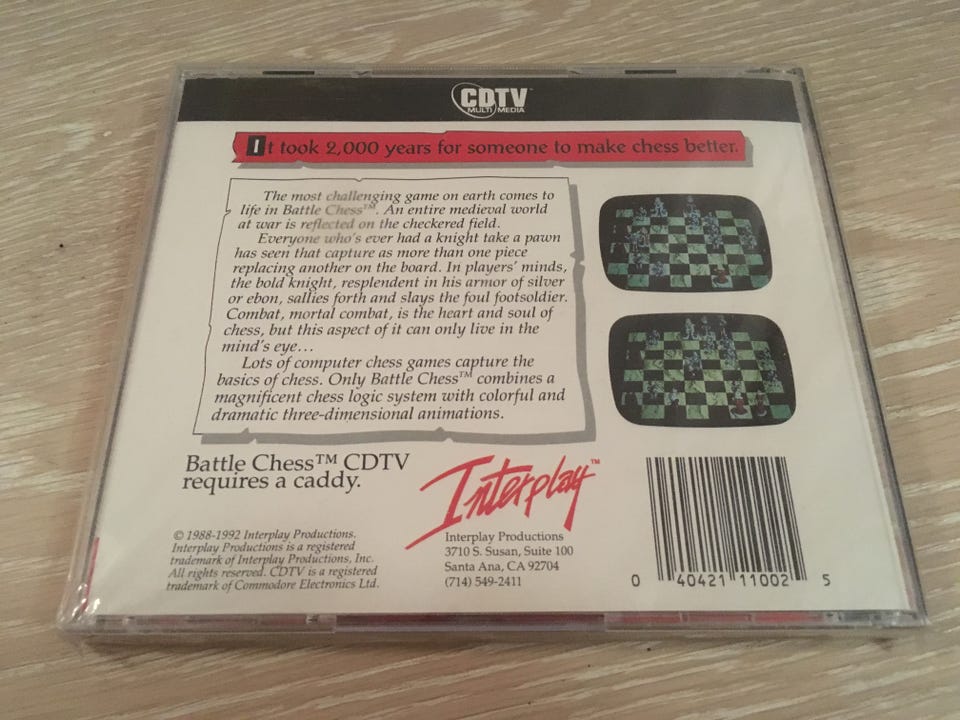 CDTV™
MULTI MEDIA
It took 2,000 years for someone to make chess better.
The most challenging game on earth comes to
life in Battle Chess™. An entire medieval world
at war is reflected on the checkered field.
Everyone who's ever had a knight take a pawn
has seen that capture as more than one piece
replacing another on the board. In players' minds,
the bold knight, resplendent in his armor of silver
or ebon, sallies forth and slays the foul footsoldier.
Combat, mortal combat, is the heart and soul of
chess, but this aspect of it can only live in the
mind's eye...
Lots of computer chess games capture the
basics of chess. Only Battle Chess™ combines a
magnificent chess logic system with colorful and
dramatic three-dimensional animations.
Battle Chess™ CDTV
requires a caddy.
© 1988-1992 Interplay Productions.
Interplay Productions is a registered
trademark of Interplay Productions, Inc.
All rights reserved. CDTV is a registered
trademark of Commodore Electronics Ltd.
Interplay™
Interplay Productions
3710 S. Susan, Suite 100
Santa Ana, CA 92704
(714) 549-2411
0 40421 11002 5